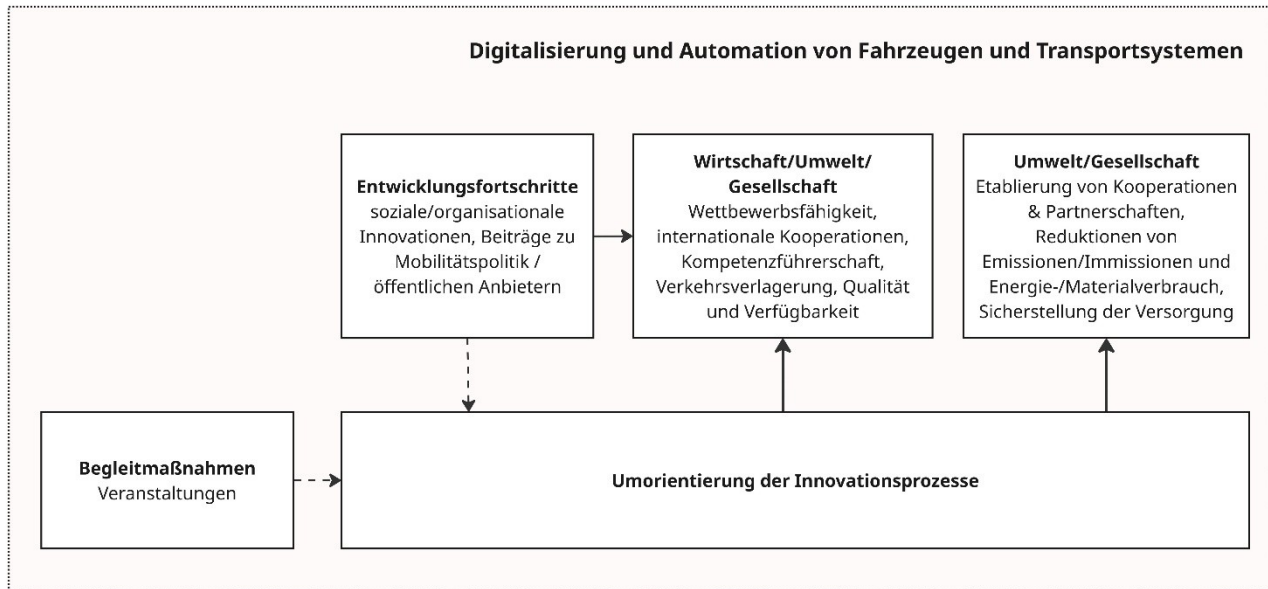 Digitalisierung und Automation von Fahrzeugen und Transportsystemen
Entwicklungsfortschritte
soziale/organisationale
Innovationen, Beiträge zu
Mobilitätspolitik /
öffentlichen Anbietern
Wirtschaft/Umwelt/
Gesellschaft
Wettbewerbsfähigkeit,
internationale Kooperationen,
Kompetenzführerschaft,
Verkehrsverlagerung, Qualität
und Verfügbarkeit
Umwelt/Gesellschaft
Etablierung von Kooperationen
& Partnerschaften,
Reduktionen von
Emissionen/Immissionen und
Energie-/Materialverbrauch,
Sicherstellung der Versorgung
Begleitmaßnahmen
Veranstaltungen
Umorientierung der Innovationsprozesse